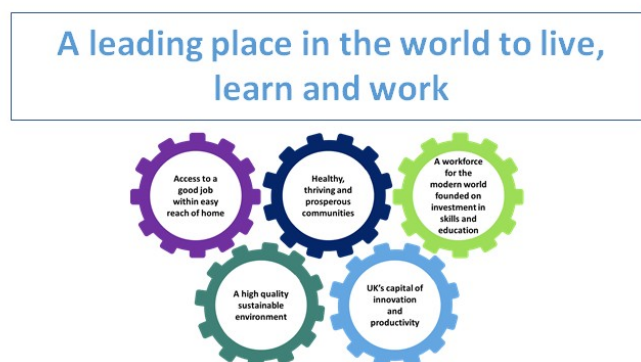 A leading place in the world to live,
learn and work
Access to a
good job
within easy
reach of home
Healthy,
thriving and
prosperous
communities
A workforce
for the
modern world
founded on
investment in
skills and
education
A high quality
sustainable
environment
UK's capital of
innovation
and
productivity